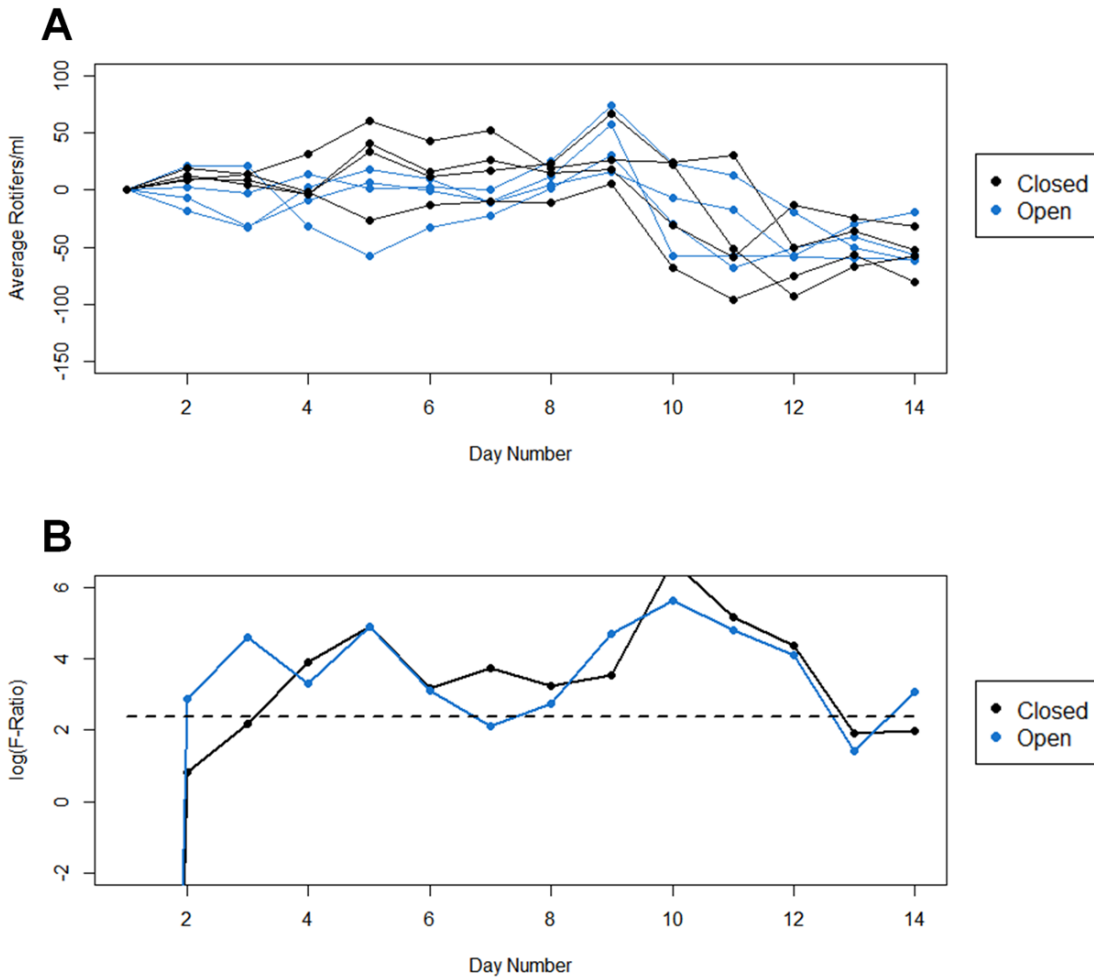 A
Average Rotifers/ml
100
50
0
-50
-100
-150
2 4 6 8 10 12 14
Day Number
Closed
Open
B
log(F-Ratio)
6
4
2
0
-2
2 4 6 8 10 12 14
Day Number
Closed
Open